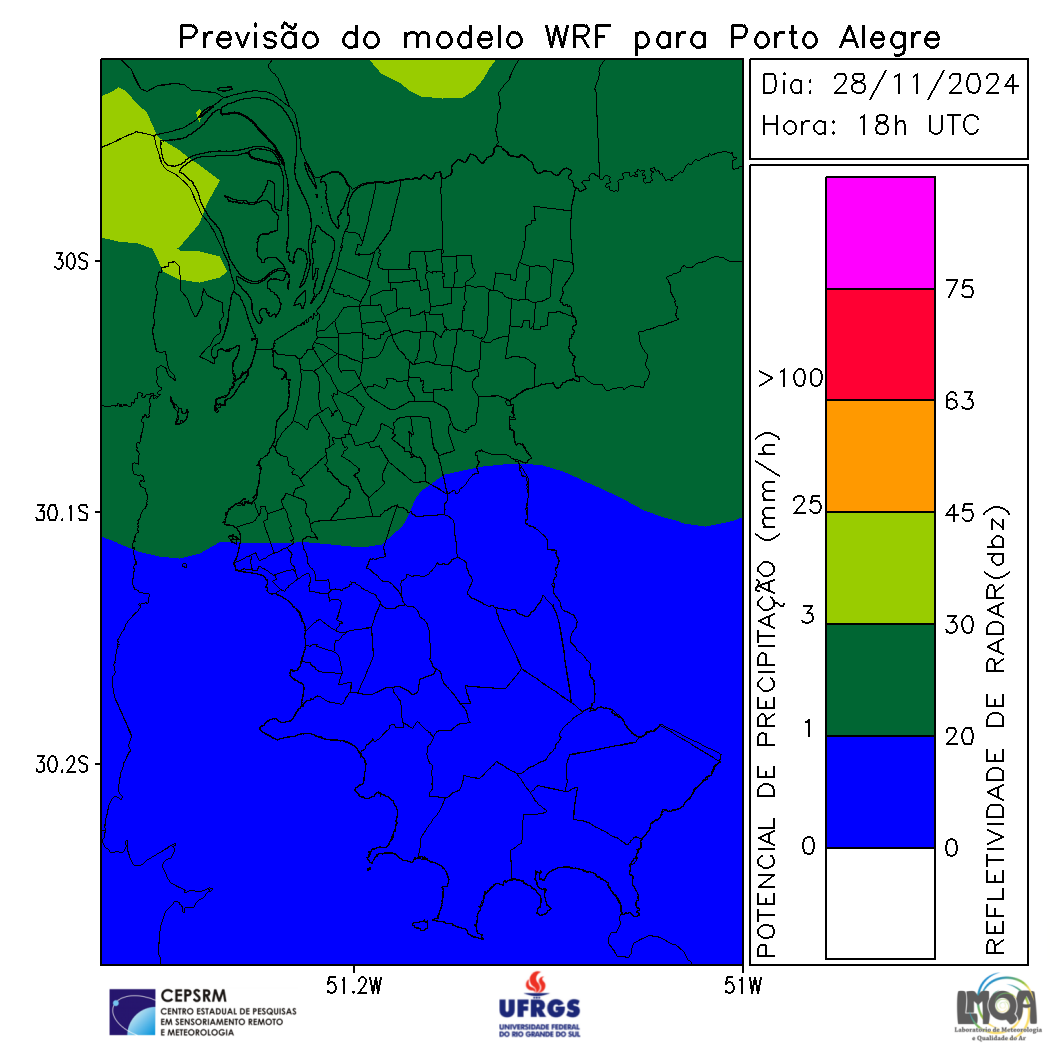 Previsão do modelo WRF para Porto Alegre
Dia: 28/11/2024
Hora: 18h UTC
30S
30.1S
30.2S
51.2W
51W
POTENCIAL DE PRECIPITAÇÃO (mm/h)
>100
25
3
1
0
75
63
45
30
20
0
REFLETIVIDADE DE RADAR(dbz)
CEPSRM
CENTRO ESTADUAL DE PESQUISAS
EM SENSORIAMENTO REMOTO
E METEOROLOGIA
UFRGS
UNIVERSIDADE FEDERAL
DO RIO GRANDE DO SUL
LMQA
Laboratório de Meteorologia
e Qualidade do Ar